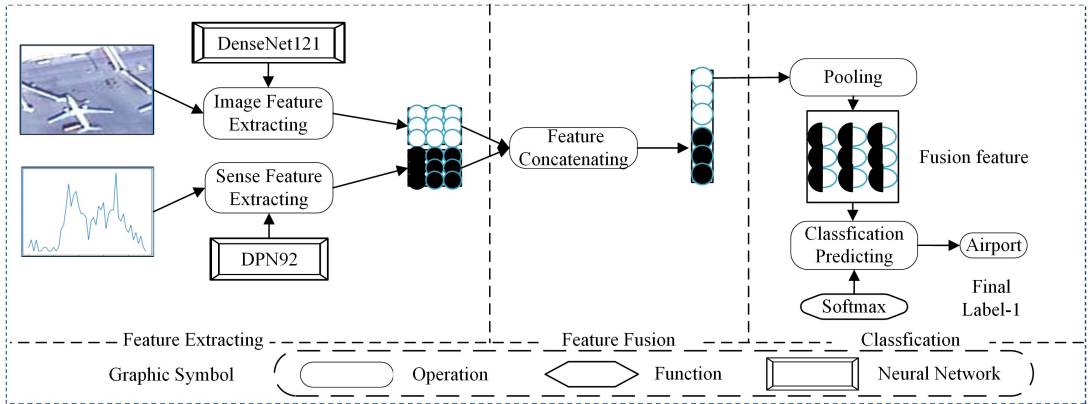 DenseNet121
Image Feature
Extracting
Sense Feature
Extracting
DPN92
Feature
Concatenating
Pooling
Fusion feature
Classfication
Predicting
Airport
Softmax
Final
Label-1
Feature Extracting
Feature Fusion
Classfication
Graphic Symbol
Operation
Function
Neural Network